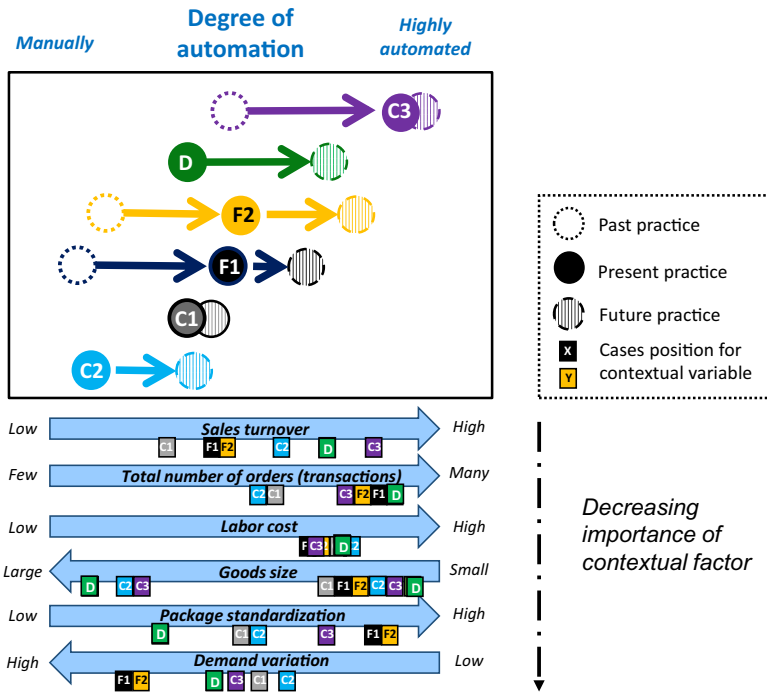 Manually
Degree of
automation
Highly
automated
C3
D
F2
F1
C1
C2
Past practice
Present practice
Future practice
X
Y
Cases position for
contextual variable
Low
Sales turnover
High
C1
F1
F2
C2
D
C3
Few
Total number of orders (transactions)
Many
C2
C1
C3
F2
F1
D
Low
Labor cost
High
F
C3
D
2
Large
Goods size
Small
D
C2
C3
C1
F1
F2
C2
C3
D
Low
Package standardization
High
D
C1
C2
C3
F1
F2
High
Demand variation
Low
F1
F2
D
C3
C1
C2
Decreasing
importance of
contextual factor